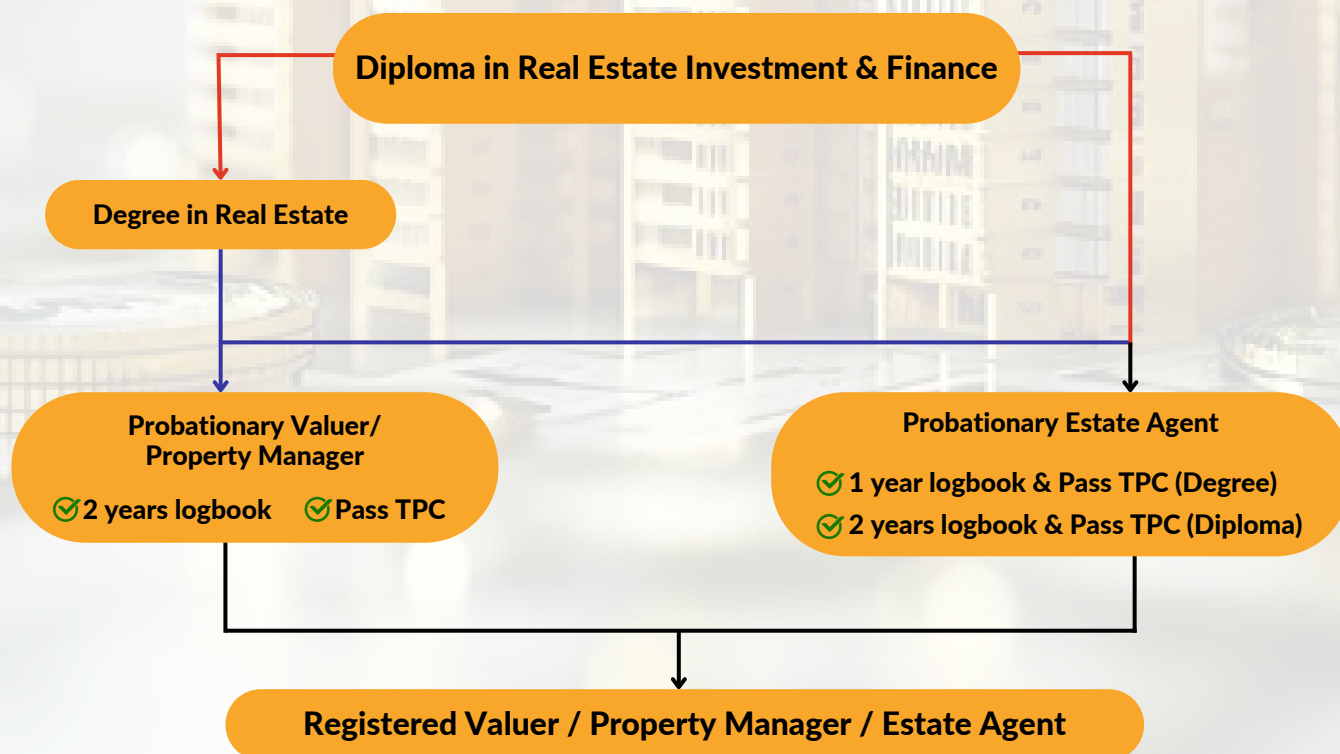 Diploma in Real Estate Investment & Finance
Degree in Real Estate
Probationary Valuer/
Property Manager
2 years logbook
Pass TPC
Probationary Estate Agent
1 year logbook & Pass TPC (Degree)
2 years logbook & Pass TPC (Diploma)
Registered Valuer / Property Manager / Estate Agent